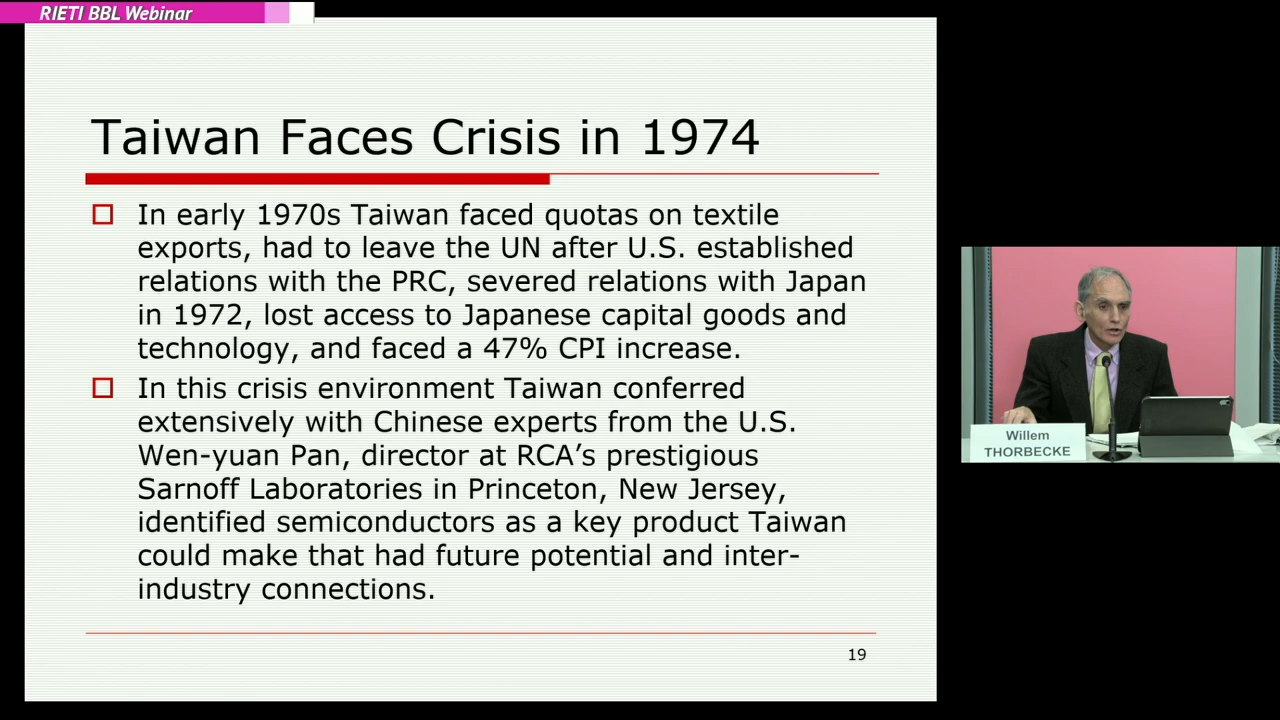 RIETI BBL Webinar
Taiwan Faces Crisis in 1974
In early 1970s Taiwan faced quotas on textile
exports, had to leave the UN after U.S. established
relations with the PRC, severed relations with Japan
in 1972, lost access to Japanese capital goods and
technology, and faced a 47% CPI increase.
In this crisis environment Taiwan conferred
extensively with Chinese experts from the U.S.
Wen-yuan Pan, director at RCA’s prestigious
Sarnoff Laboratories in Princeton, New Jersey,
identified semiconductors as a key product Taiwan
could make that had future potential and inter-
industry connections.
19
Willem
THORBECKE